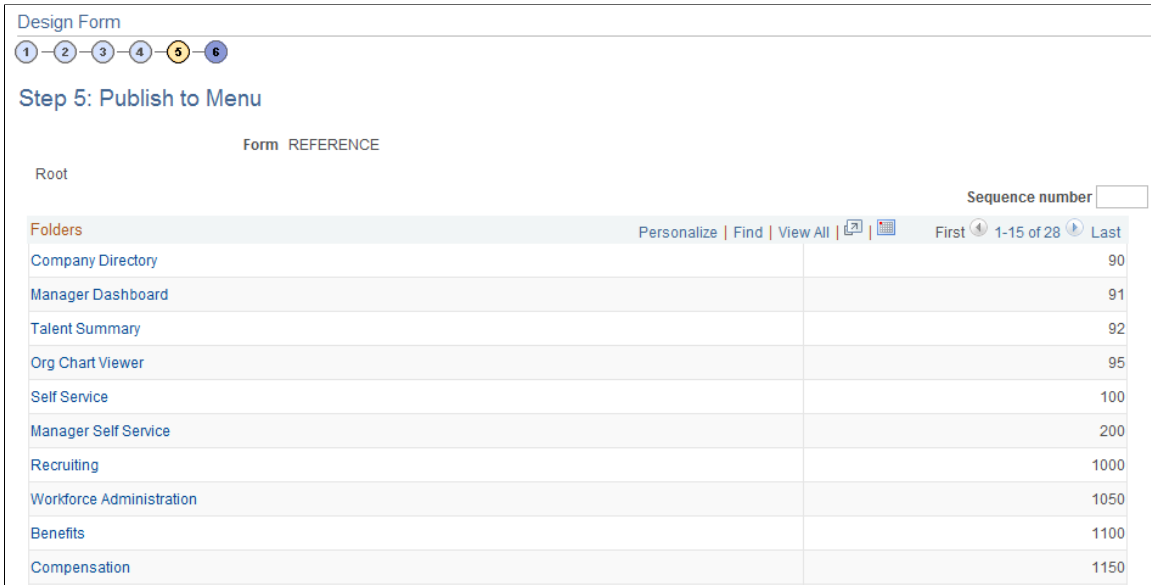 Design Form
1 2 3 4 5 6
Step 5: Publish to Menu
Form REFERENCE
Root
Sequence number
Folders Personalize | Find | View All | | First 1-15 of 28 Last
Company Directory 90
Manager Dashboard 91
Talent Summary 92
Org Chart Viewer 95
Self Service 100
Manager Self Service 200
Recruiting 1000
Workforce Administration 1050
Benefits 1100
Compensation 1150